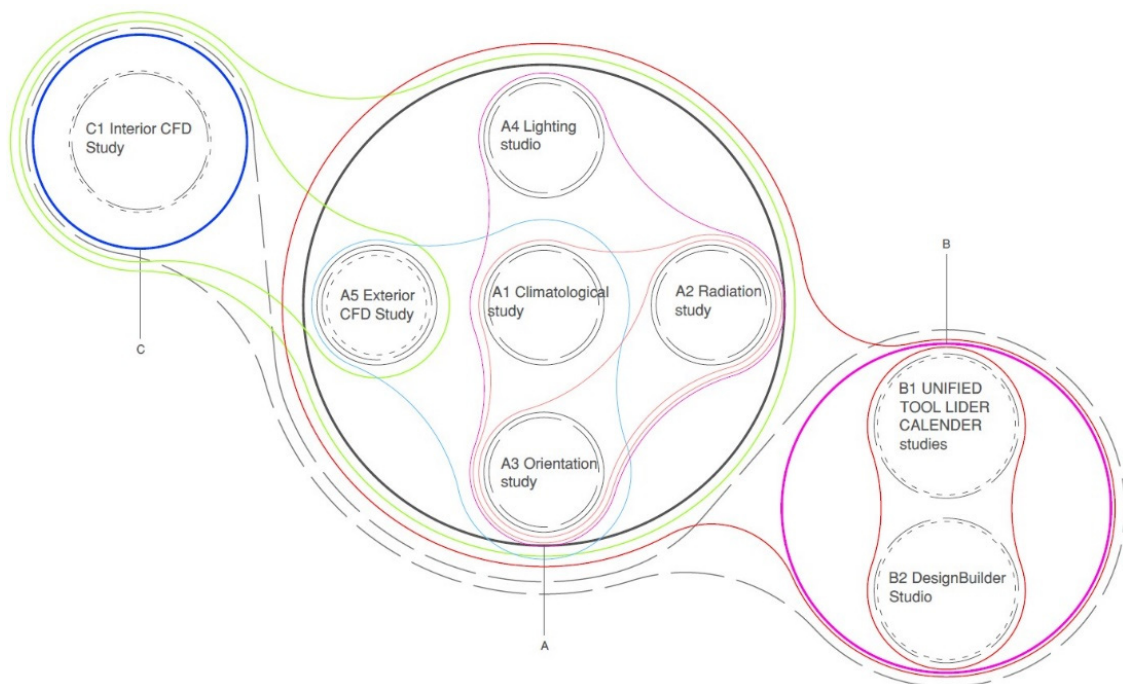 C1 Interior CFD
Study
C
A4 Lighting
studio
A5 Exterior
CFD Study
A1 Climatological
study
A2 Radiation
study
A3 Orientation
study
A
B
B1 UNIFIED
TOOL LIDER
CALENDER
studies
B2 DesignBuilder
Studio